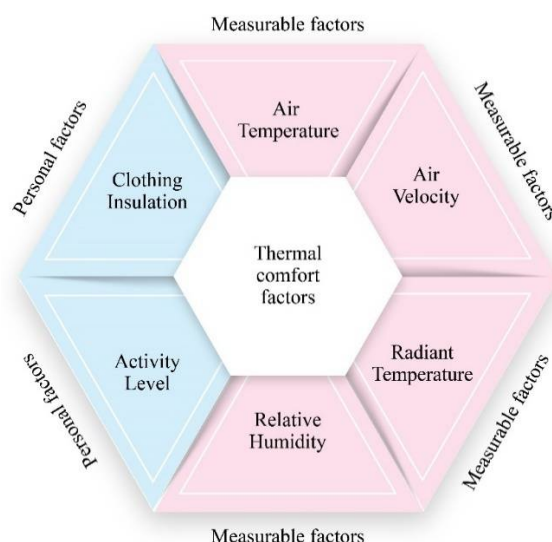 Measurable factors
Personal factors
Air
Temperature
Measurable factors
Clothing
Insulation
Air
Velocity
Thermal
comfort
factors
Activity
Level
Radiant
Temperature
Relative
Humidity
Personal factors
Measurable factors
Measurable factors